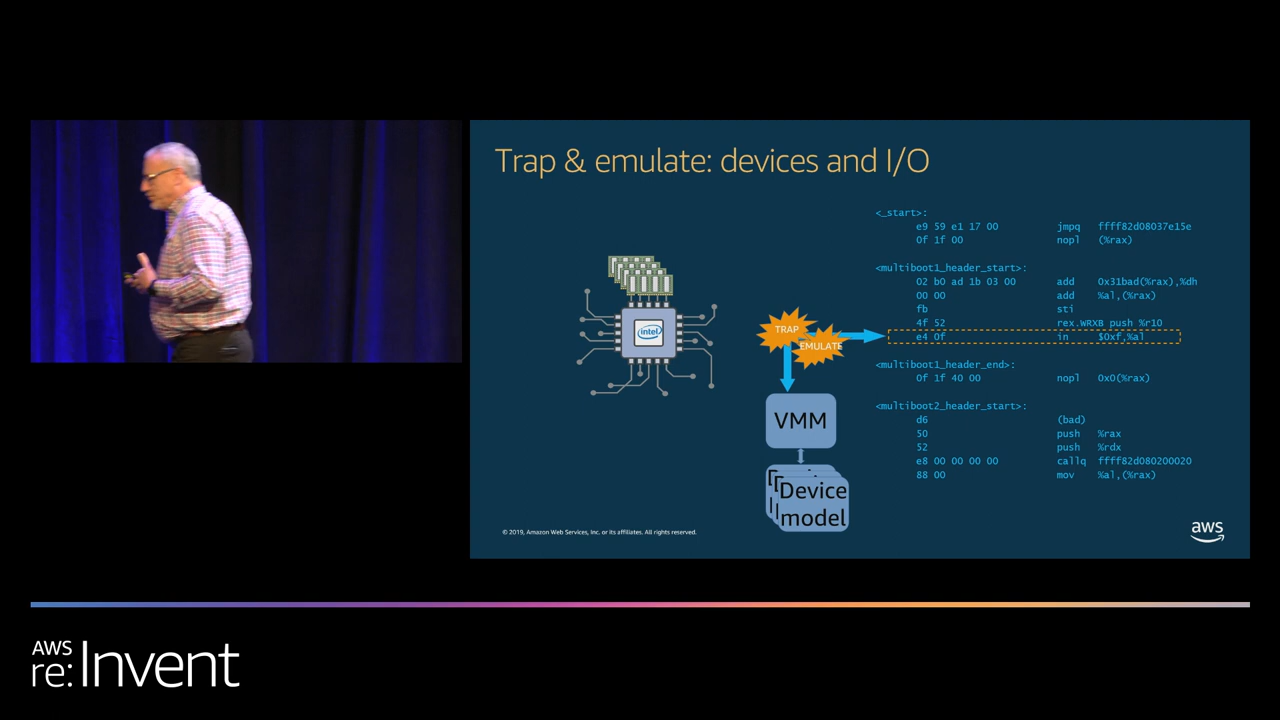 Trap & emulate: devices and I/O
<_start>:
e9 59 e1 17 00 jmpq ffff82d08037e15e
0f 1f 00 nopl (%rax)
<multiboot1_header_start>:
02 b0 ad 1b 03 00 add 0x31bad(%rax),%dh
00 00 add %al,(%rax)
fb sti
4f 52 rex.WRXB push %r10
e4 0f in $0xf,%al
<multiboot1_header_end>:
0f 1f 40 00 nopl 0x0(%rax)
<multiboot2_header_start>:
d6 (bad)
50 push %rax
52 push %rdx
e8 00 00 00 00 callq ffff82d080200020
88 00 mov %al,(%rax)
intel
TRAP
EMULATE
VMM
Device
model
© 2019, Amazon Web Services, Inc. or its affiliates. All rights reserved.
aws
AWS
re:Invent